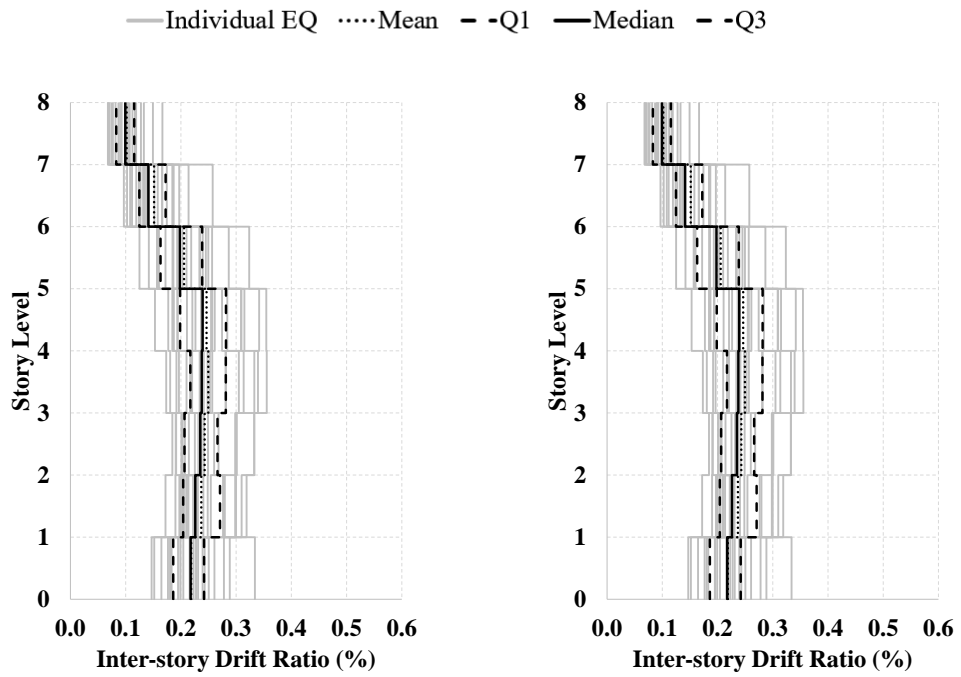 Individual EQ Mean Q1 Median Q3
Story Level
8
7
6
5
4
3
2
1
0
0.0 0.1 0.2 0.3 0.4 0.5 0.6
Inter-story Drift Ratio (%)
Story Level
8
7
6
5
4
3
2
1
0
0.0 0.1 0.2 0.3 0.4 0.5 0.6
Inter-story Drift Ratio (%)